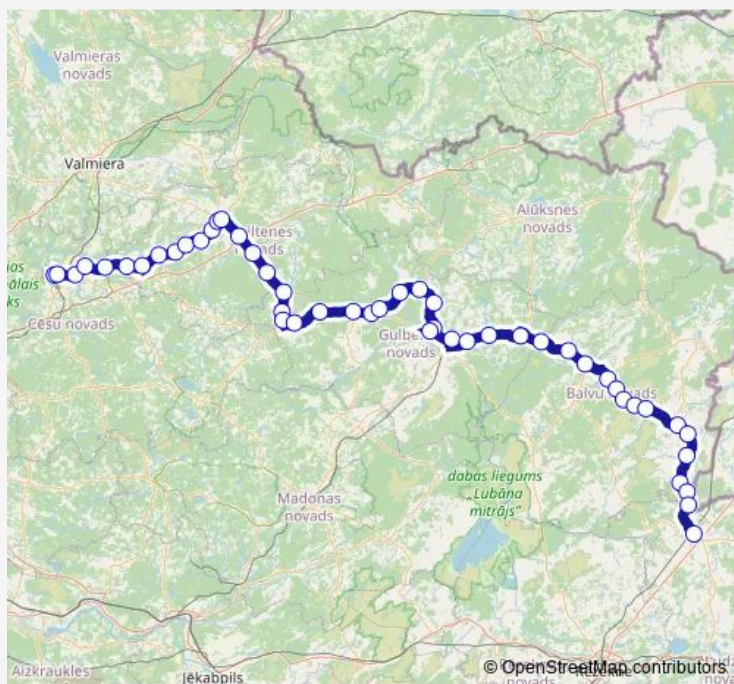 Valmieras
novads
Valmiera
Alūksnes
novads
Cēsu novads
Gulbenes
novads
Balvu novads
dabas liegums
„Lubāna
mitrājs"
Madonas
novads
Aizkraukles
Jēkabpils
© OpenStreetMap contributors